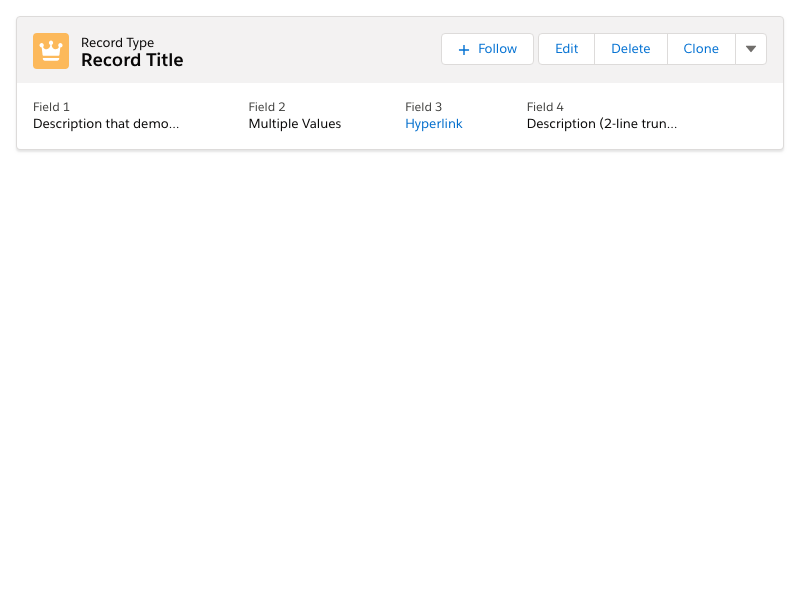 Record Type
Record Title
Follow
Edit
Delete
Clone
Field 1
Description that demo...
Field 2
Multiple Values
Field 3
Hyperlink
Field 4
Description (2-line trun...